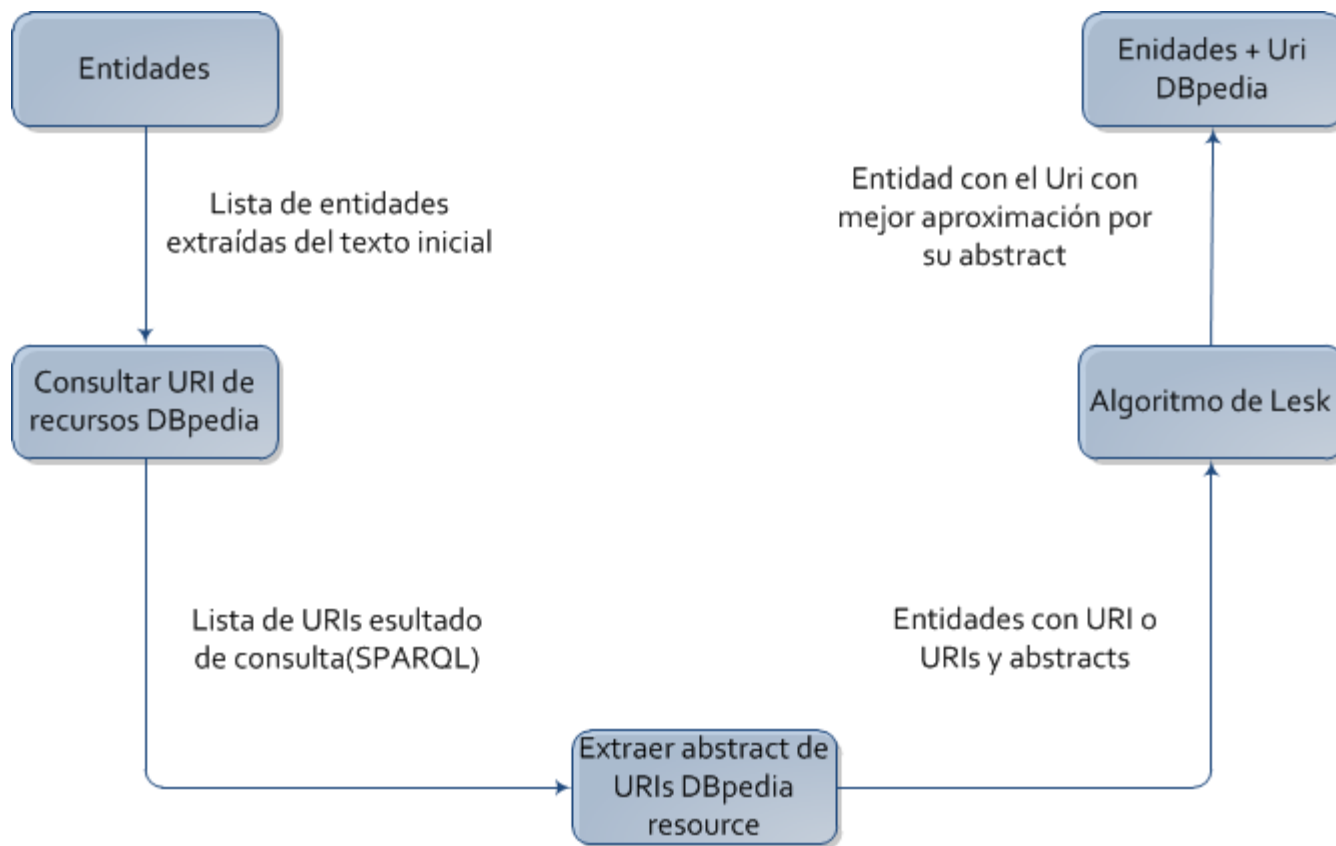 Entidades
Lista de entidades
extraídas del texto inicial
Consultar URI de
recursos DBpedia
Lista de URIs esultado
de consulta(SPARQL)
Extraer abstract de
URIs DBpedia
resource
Entidades con URI o
URIs y abstracts
Algoritmo de Lesk
Entidad con el Uri con
mejor aproximación por
su abstract
Enidades + Uri
DBpedia